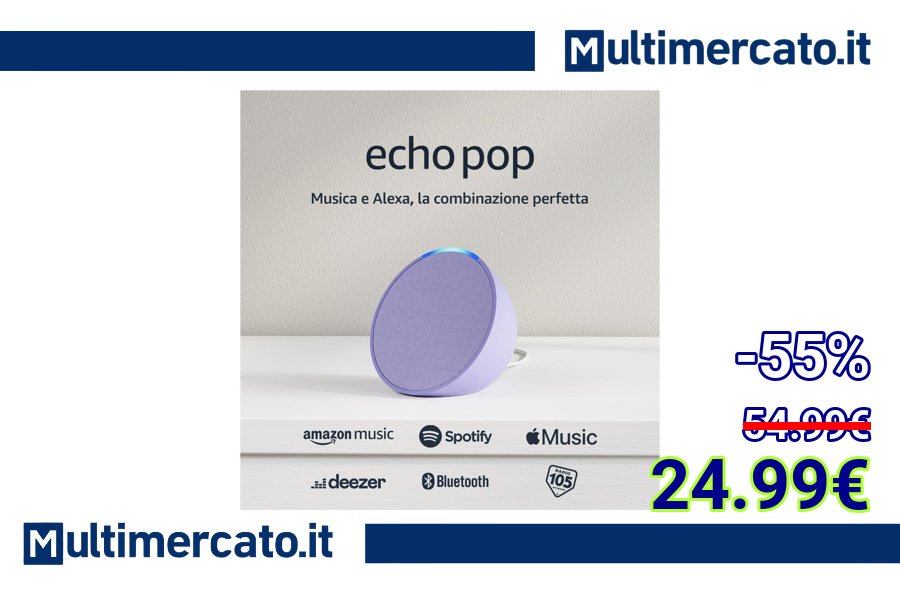 Multimercato.it
echo pop
Musica e Alexa, la combinazione perfetta
-55%
54.99€
amazon music
Spotify
Music
24.99€
deezer
Bluetooth
RADIO
105
Multimercato.it